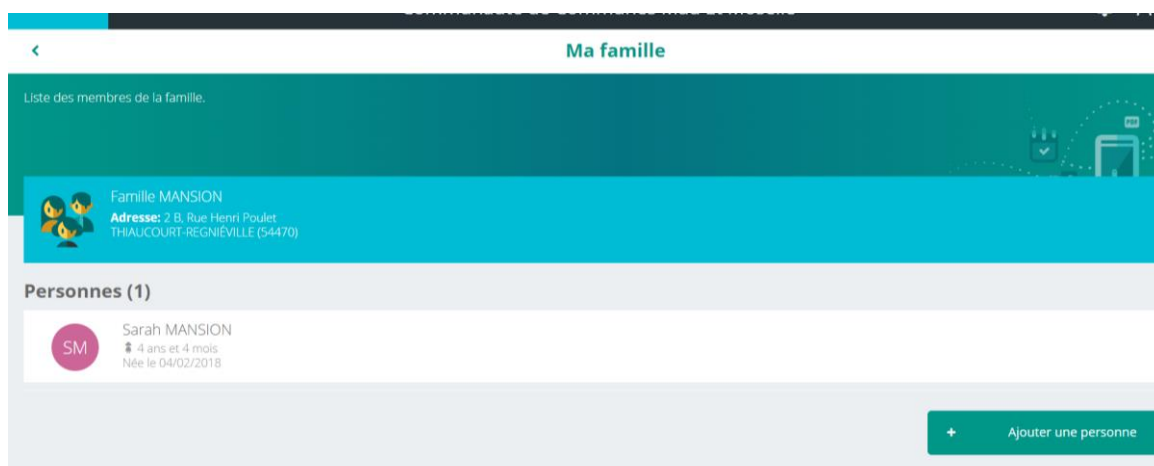 Ma famille
Liste des membres de la famille.
PDF
Famille MANSION
Adresse: 2 B, Rue Henri Poulet
THIAUCOURT-REGNIÉVILLE (54470)
Personnes (1)
SM
Sarah MANSION
4 ans et 4 mois
Née le 04/02/2018
+ Ajouter une personne